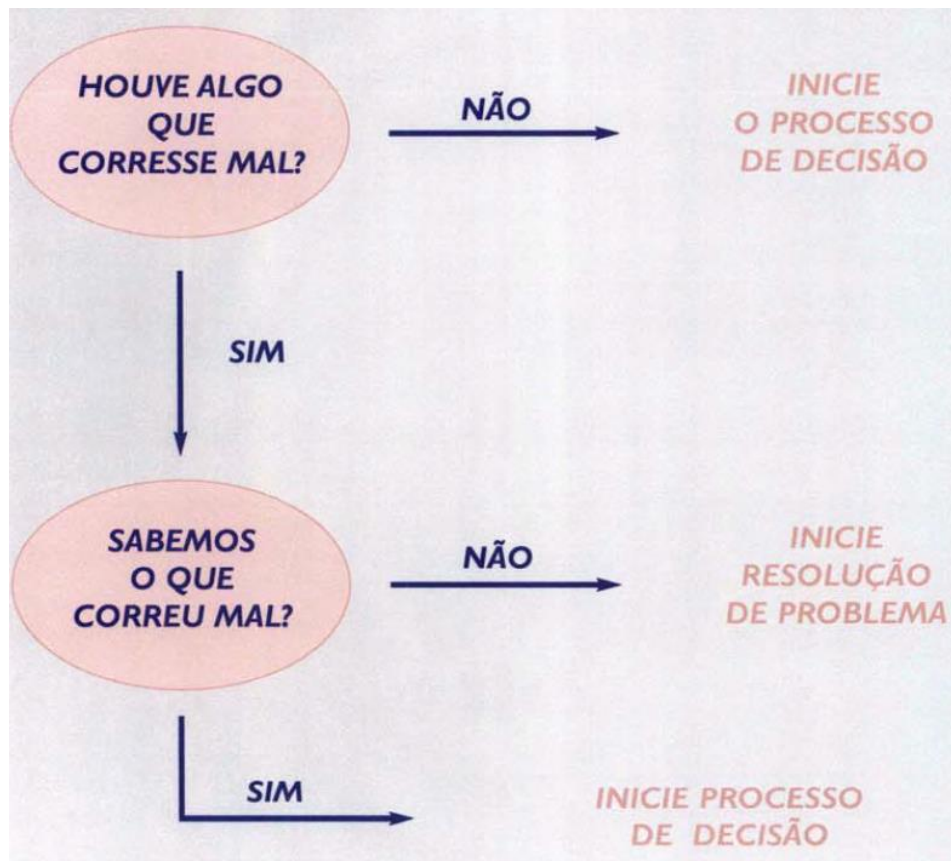 HOUVE ALGO
QUE
CORRESSE MAL?
NÃO
INICIE
O PROCESSO
DE DECISÃO
SIM
SABEMOS
O QUE
CORREU MAL?
NÃO
INICIE
RESOLUÇÃO
DE PROBLEMA
SIM
INICIE PROCESSO
DE DECISÃO